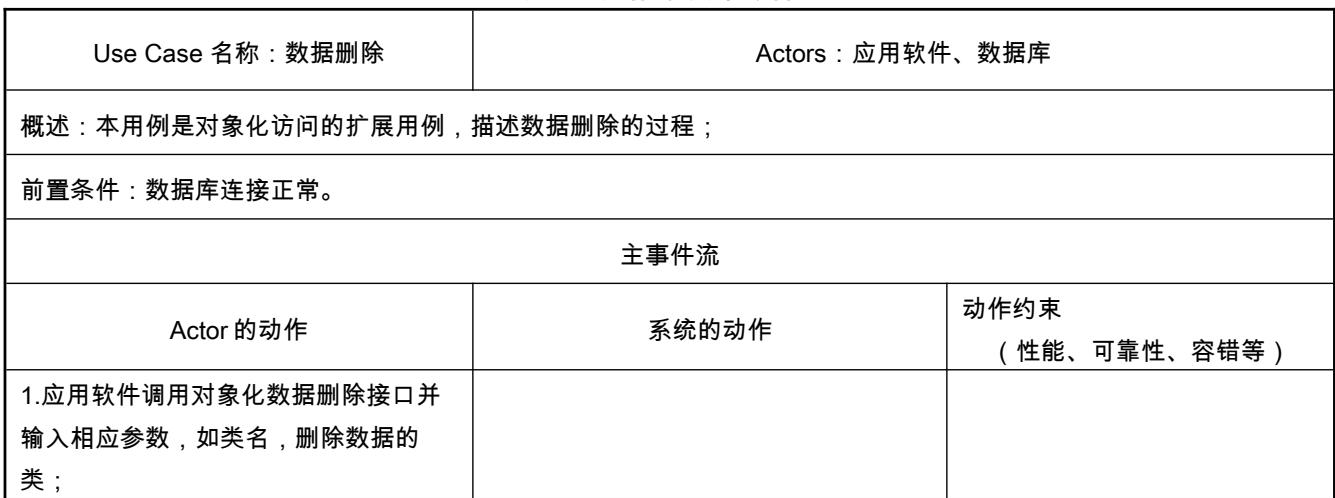 Use Case 名称：数据删除
Actors：应用软件、数据库
概述：本用例是对象化访问的扩展用例，描述数据删除的过程；
前置条件：数据库连接正常。
主事件流
Actor 的动作
系统的动作
动作约束
（性能、可靠性、容错等）
1.应用软件调用对象化数据删除接口并
输入相应参数，如类名，删除数据的
类；